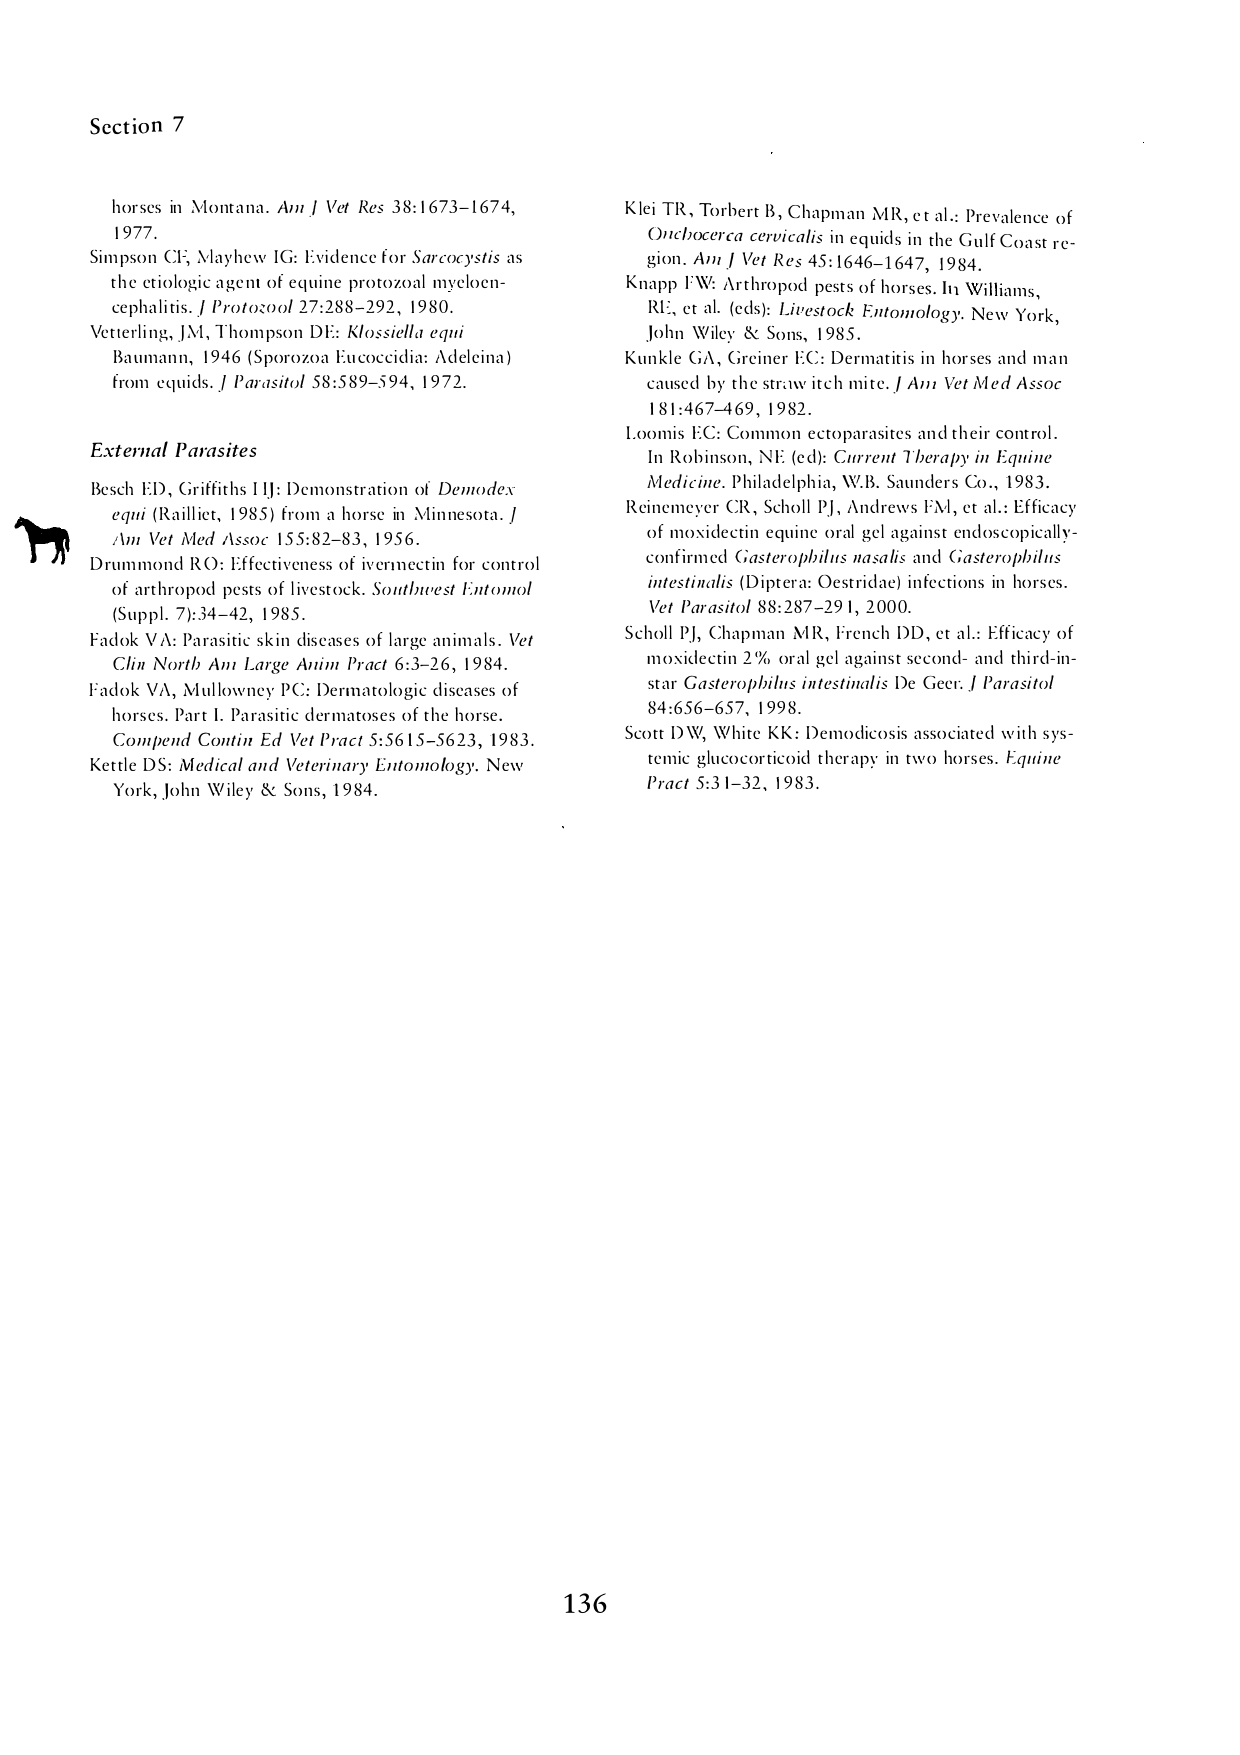 Section 7
horses in Montana. Am J Vet Res 38:1673–1674,
1977.
Simpson CF, Mayhew IG: Evidence for Sarcocystis as
the etiologic agent of equine protozoal myeloen-
cephalitis. J Protozool 27:288–292, 1980.
Vetterling, JM, Thompson DE: Klossiella equi
Baumann, 1946 (Sporozoa Eucoccidia: Adeleina)
from equids. J Parasitol 58:589–594, 1972.
External Parasites
Besch ED, Griffiths HJ: Demonstration of Demodex
equi (Railliet, 1985) from a horse in Minnesota. J
Am Vet Med Assoc 155:82–83, 1956.
Drummond RO: Effectiveness of ivermectin for control
of arthropod pests of livestock. Southwest Entomol
(Suppl. 7):34–42, 1985.
Fadok VA: Parasitic skin diseases of large animals. Vet
Clin North Am Large Anim Pract 6:3–26, 1984.
Fadok VA, Mullowney PC: Dermatologic diseases of
horses. Part I. Parasitic dermatoses of the horse.
Compend Contin Ed Vet Pract 5:5615–5623, 1983.
Kettle DS: Medical and Veterinary Entomology. New
York, John Wiley & Sons, 1984.
Klei TR, Torbert B, Chapman MR, et al.: Prevalence of
Onchocerca cervicalis in equids in the Gulf Coast re-
gion. Am J Vet Res 45:1646–1647, 1984.
Knapp FW: Arthropod pests of horses. In Williams,
RE, et al. (eds): Livestock Entomology. New York,
John Wiley & Sons, 1985.
Kunkle GA, Greiner EC: Dermatitis in horses and man
caused by the straw itch mite. J Am Vet Med Assoc
181:467–469, 1982.
Loomis EC: Common ectoparasites and their control.
In Robinson, NE (ed): Current Therapy in Equine
Medicine. Philadelphia, W.B. Saunders Co., 1983.
Reinemeyer CR, Scholl PJ, Andrews FM, et al.: Efficacy
of moxidectin equine oral gel against endoscopically-
confirmed Gasterophilus nasalis and Gasterophilus
intestinalis (Diptera: Oestridae) infections in horses.
Vet Parasitol 88:287–291, 2000.
Scholl PJ, Chapman MR, French DD, et al.: Efficacy of
moxidectin 2% oral gel against second- and third-in-
star Gasterophilus intestinalis De Geer. J Parasitol
84:656–657, 1998.
Scott DW, White KK: Demodicosis associated with sys-
temic glucocorticoid therapy in two horses. Equine
Pract 5:31–32, 1983.
136